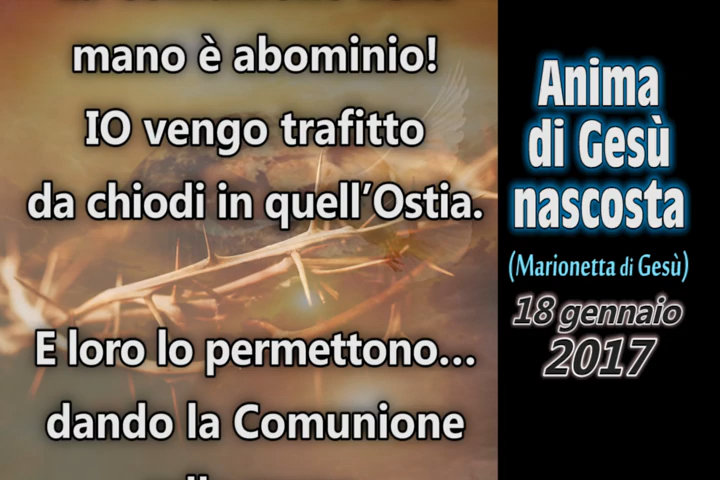 mano è abominio!
IO vengo trafitto
da chiodi in quell’Ostia.
E loro lo permettono...
dando la Comunione
Anima
di Gesù
nascosta
(Marionetta di Gesù)
18 gennaio
2017